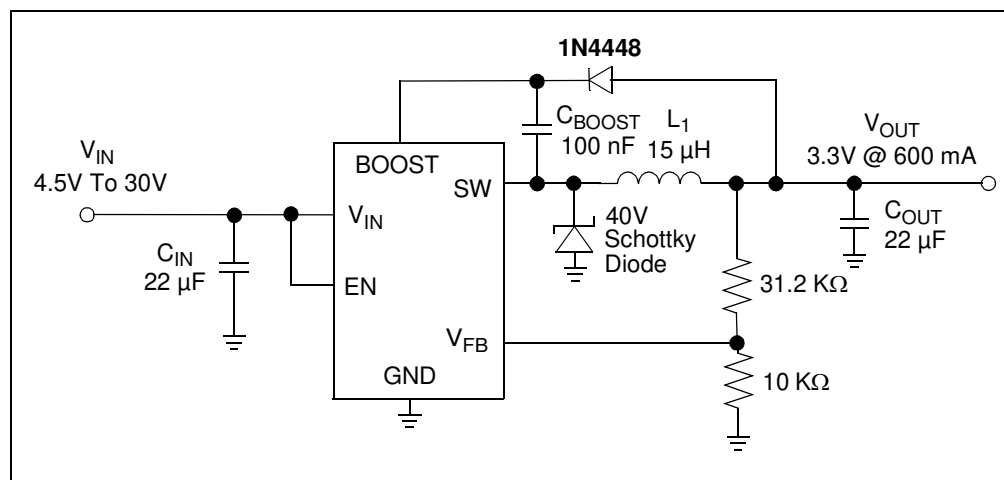 1N4448
C_BOOST
100 nF
L_1
15 µH
V_OUT
3.3V @ 600 mA
V_IN
4.5V To 30V
BOOST
SW
V_IN
EN
V_FB
GND
C_IN
22 µF
40V
Schottky
Diode
C_OUT
22 µF
31.2 KΩ
10 KΩ